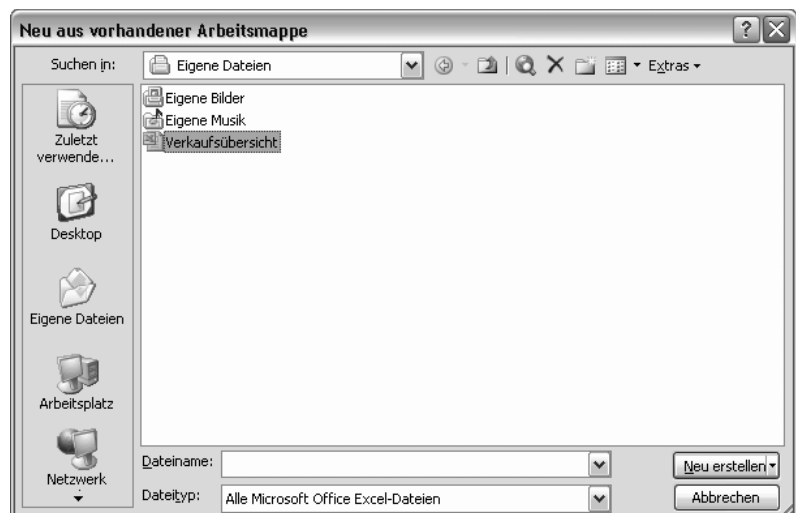 Neu aus vorhandener Arbeitsmappe
Suchen in:
Eigene Dateien
Extras
Zuletzt
verwende...
Desktop
Eigene Dateien
Arbeitsplatz
Netzwerk
Eigene Bilder
Eigene Musik
Verkaufsübersicht
Dateiname:
Neu erstellen
Dateityp:
Alle Microsoft Office Excel-Dateien
Abbrechen